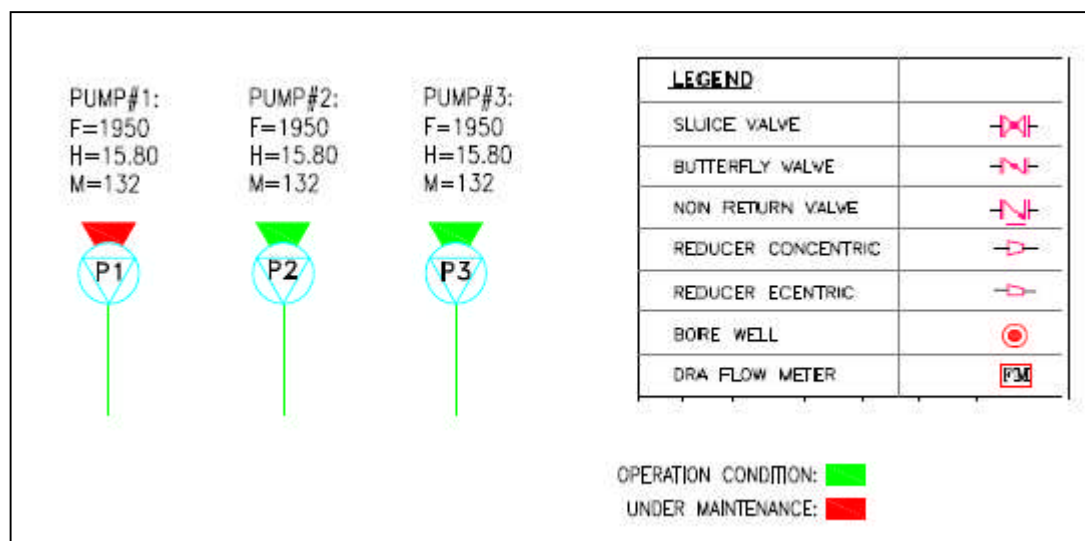 PUMP#1:
F=1950
H=15.80
M=132
PUMP#2:
F=1950
H=15.80
M=132
PUMP#3:
F=1950
H=15.80
M=132
P1
P2
P3
LEGEND
SLUICE VALVE
BUTTERFLY VALVE
NON RETURN VALVE
REDUCER CONCENTRIC
REDUCER ECENTRIC
BORE WELL
DRA FLOW METER FM
OPERATION CONDITION:
UNDER MAINTENANCE: